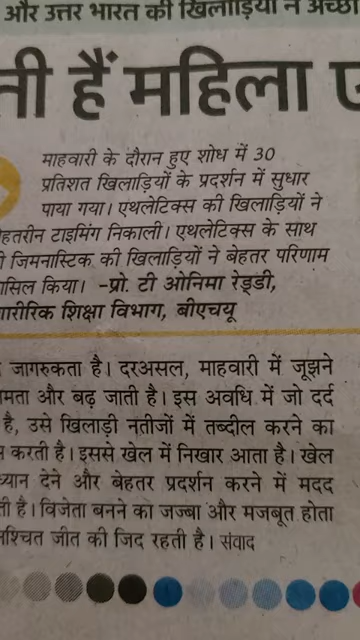 और उत्तर भारत की खिलाड़ियों ने अच्छा
ती हैं महिला ए
माहवारी के दौरान हुए शोध में 30
प्रतिशत खिलाड़ियों के प्रदर्शन में सुधार
पाया गया। एथलेटिक्स की खिलाड़ियों ने
हतरीन टाइमिंग निकाली। एथलेटिक्स के साथ
ी जिमनास्टिक की खिलाड़ियों ने बेहतर परिणाम
ासिल किया। -प्रो. टी ओनिमा रेड्डी,
ारीरिक शिक्षा विभाग, बीएचयू
जागरुकता है। दरअसल, माहवारी में जूझने
मता और बढ़ जाती है। इस अवधि में जो दर्द
है, उसे खिलाड़ी नतीजों में तब्दील करने का
करती है। इससे खेल में निखार आता है। खेल
ध्यान देने और बेहतर प्रदर्शन करने में मदद
ती है। विजेता बनने का जज्बा और मजबूत होता
नश्चित जीत की जिद रहती है। संवाद